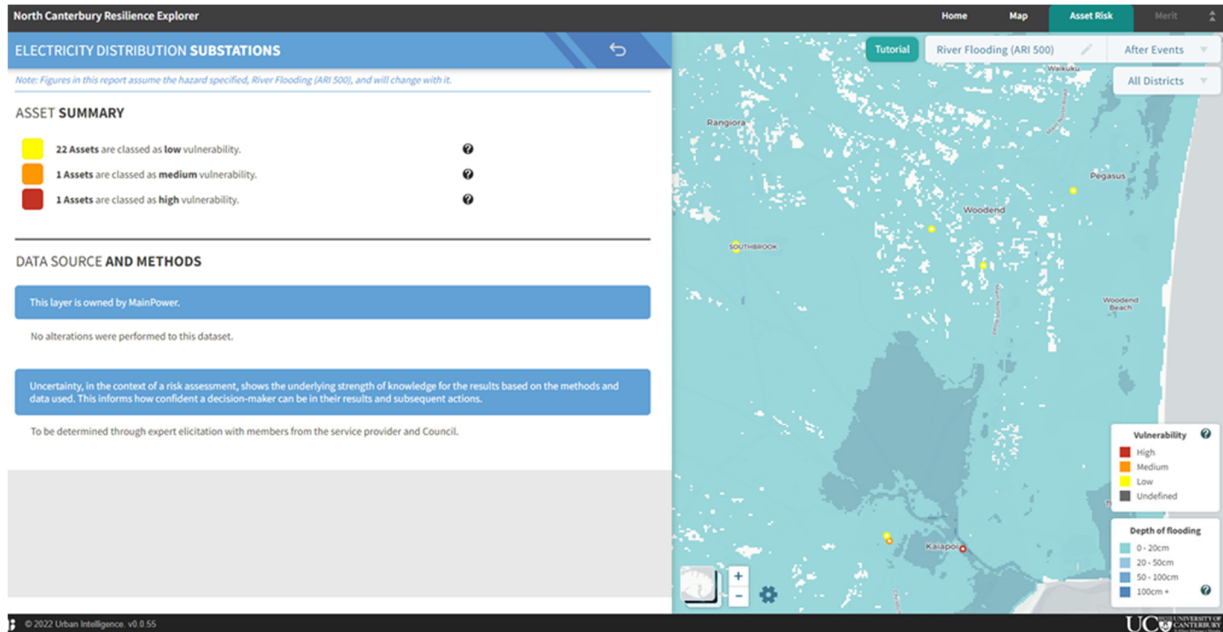 North Canterbury Resilience Explorer
Home
Map
Asset Risk
Merit
ELECTRICITY DISTRIBUTION SUBSTATIONS
Note: Figures in this report assume the hazard specified, River Flooding (ARI 500), and will change with it.
ASSET SUMMARY
22 Assets are classed as low vulnerability.
?
1 Assets are classed as medium vulnerability.
?
1 Assets are classed as high vulnerability.
?
DATA SOURCE AND METHODS
This layer is owned by MainPower.
No alterations were performed to this dataset.
Uncertainty, in the context of a risk assessment, shows the underlying strength of knowledge for the results based on the methods and
data used. This informs how confident a decision-maker can be in their results and subsequent actions.
To be determined through expert elicitation with members from the service provider and Council.
Tutorial
River Flooding (ARI 500)
After Events
All Districts
Waikuku
Rangiora
Pegasus
Woodend
SOUTHBROOK
Woodend
Beach
Kaiapoi
Vulnerability
?
High
Medium
Low
Undefined
Depth of flooding
0 - 20cm
20 - 50cm
50 - 100cm
100cm +
?
+
-
© 2022 Urban Intelligence. v0.0.55
UC
UNIVERSITY OF
CANTERBURY